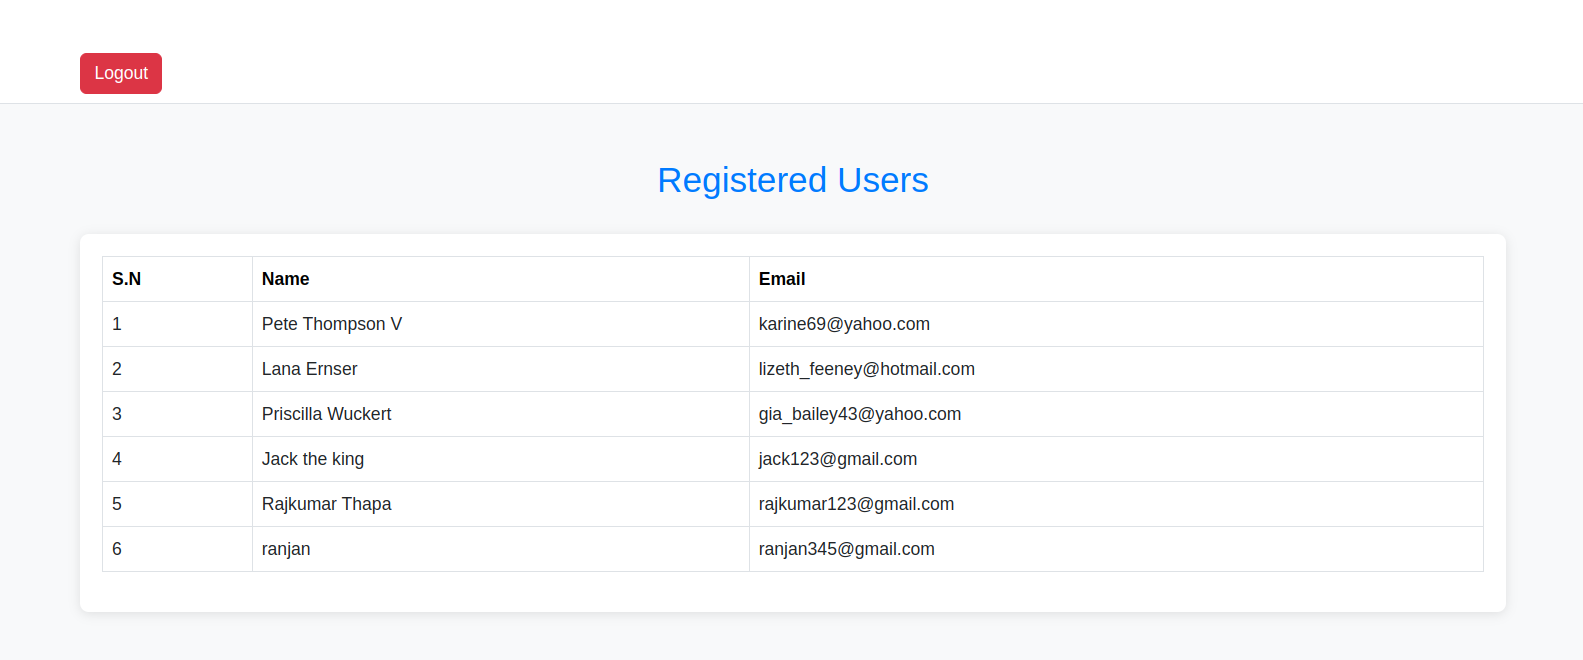 Logout
Registered Users
S.N Name Email
1 Pete Thompson V karine69@yahoo.com
2 Lana Ernser lizeth_feeney@hotmail.com
3 Priscilla Wuckert gia_bailey43@yahoo.com
4 Jack the king jack123@gmail.com
5 Rajkumar Thapa rajkumar123@gmail.com
6 ranjan ranjan345@gmail.com